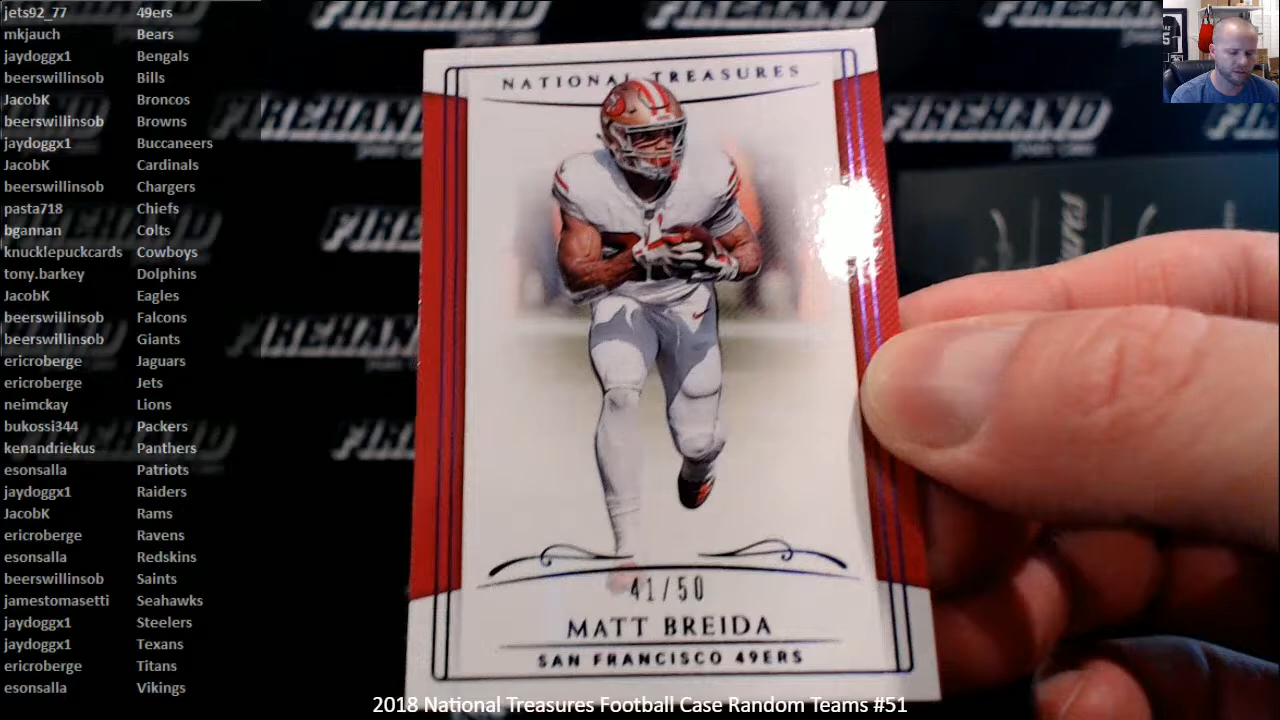 jets92_77 49ers
mkjauch Bears
jaydoggx1 Bengals
beerswillinsob Bills
JacobK Broncos
beerswillinsob Browns
jaydoggx1 Buccaneers
JacobK Cardinals
beerswillinsob Chargers
pasta718 Chiefs
bgannan Colts
knucklepuckcards Cowboys
tony.barkey Dolphins
JacobK Eagles
beerswillinsob Falcons
beerswillinsob Giants
ericroberge Jaguars
ericroberge Jets
neimckay Lions
bukossi344 Packers
kenandriekus Panthers
esonsalla Patriots
jaydoggx1 Raiders
JacobK Rams
ericroberge Ravens
esonsalla Redskins
beerswillinsob Saints
jamestomasetti Seahawks
jaydoggx1 Steelers
jaydoggx1 Texans
ericroberge Titans
esonsalla Vikings
FIREHAND
FIREHAND
NATIONAL TREASURES
41/50
MATT BREIDA
SAN FRANCISCO 49ERS
2018 National Treasures Football Case Random Teams #51